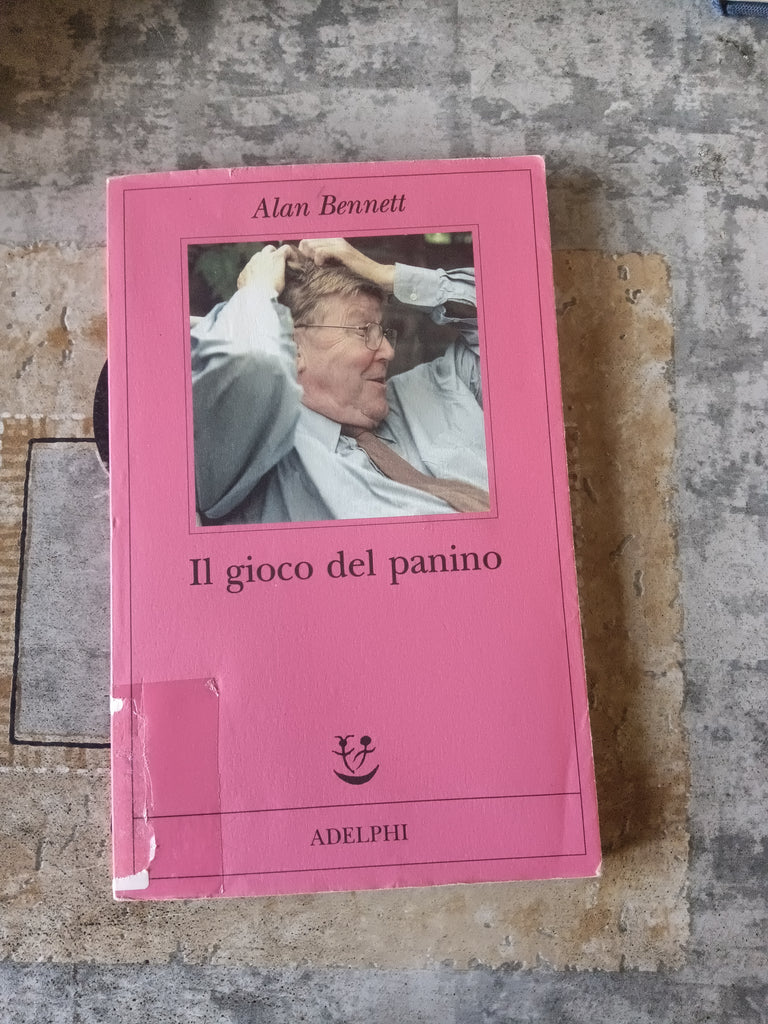 Alan Bennett
Il gioco del panino
ADELPHI